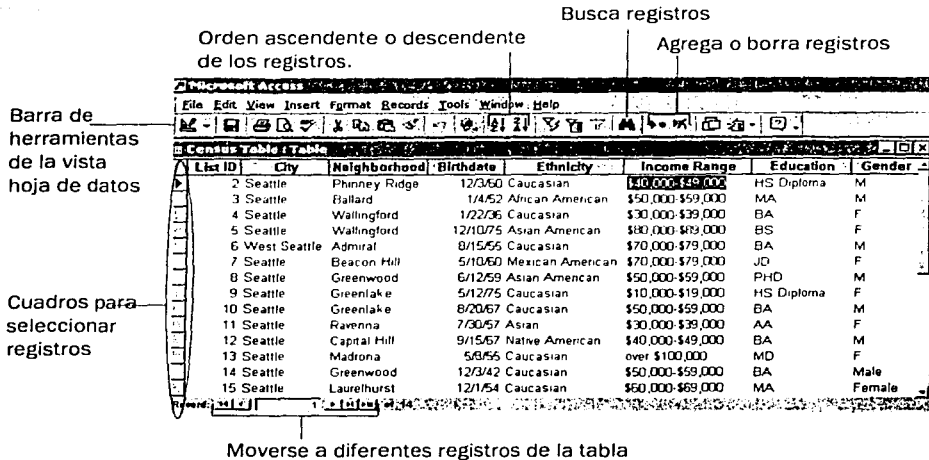 Busca registros
Orden ascendente o descendente
de los registros.
Agrega o borra registros
Barra de
herramientas
de la vista
hoja de datos
Microsoft Access
File Edit View Insert Format Records Tools Window Help
Census Table : Table
List ID City Neighborhood Birthdate Ethnicity Income Range Education Gender
2 Seattle Phinney Ridge 12/3/60 Caucasian $40,000-$49,000 HS Diploma M
3 Seattle Ballard 1/4/52 African American $50,000-$59,000 MA M
4 Seattle Wallingford 1/22/36 Caucasian $30,000-$39,000 BA F
5 Seattle Wallingford 12/10/75 Asian American $80,000-$89,000 BS F
6 West Seattle Admiral 8/15/55 Caucasian $70,000-$79,000 BA M
7 Seattle Beacon Hill 5/10/60 Mexican American $70,000-$79,000 JD F
8 Seattle Greenwood 6/12/59 Asian American $50,000-$59,000 PHD M
9 Seattle Greenlake 5/12/75 Caucasian $10,000-$19,000 HS Diploma F
10 Seattle Greenlake 8/20/67 Caucasian $50,000-$59,000 BA M
11 Seattle Ravenna 7/30/57 Asian $30,000-$39,000 AA F
12 Seattle Capital Hill 9/15/67 Native American $40,000-$49,000 BA M
13 Seattle Madrona 5/8/55 Caucasian over $100,000 MD F
14 Seattle Greenwood 12/3/42 Caucasian $50,000-$59,000 BA Male
15 Seattle Laurelhurst 12/1/54 Caucasian $60,000-$69,000 MA Female
Record: 1
Cuadros para
seleccionar
registros
Moverse a diferentes registros de la tabla